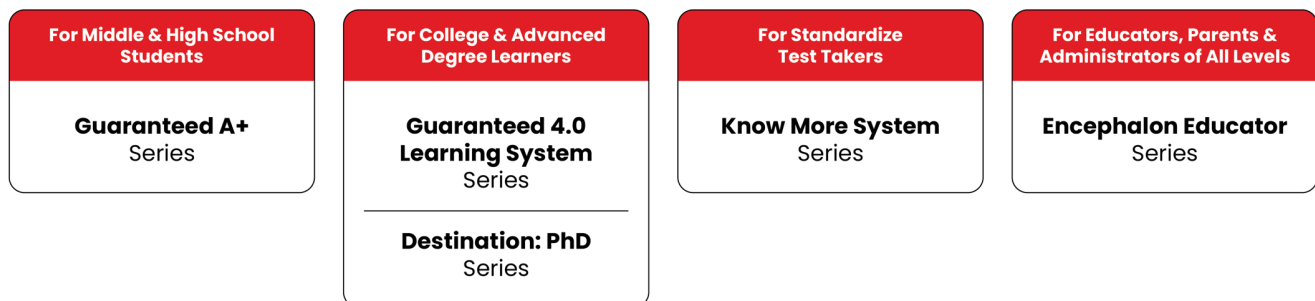 For Middle & High School
Students
Guaranteed A+
Series
For College & Advanced
Degree Learners
Guaranteed 4.0
Learning System
Series
Destination: PhD
Series
For Standardize
Test Takers
Know More System
Series
For Educators, Parents &
Administrators of All Levels
Encephalon Educator
Series